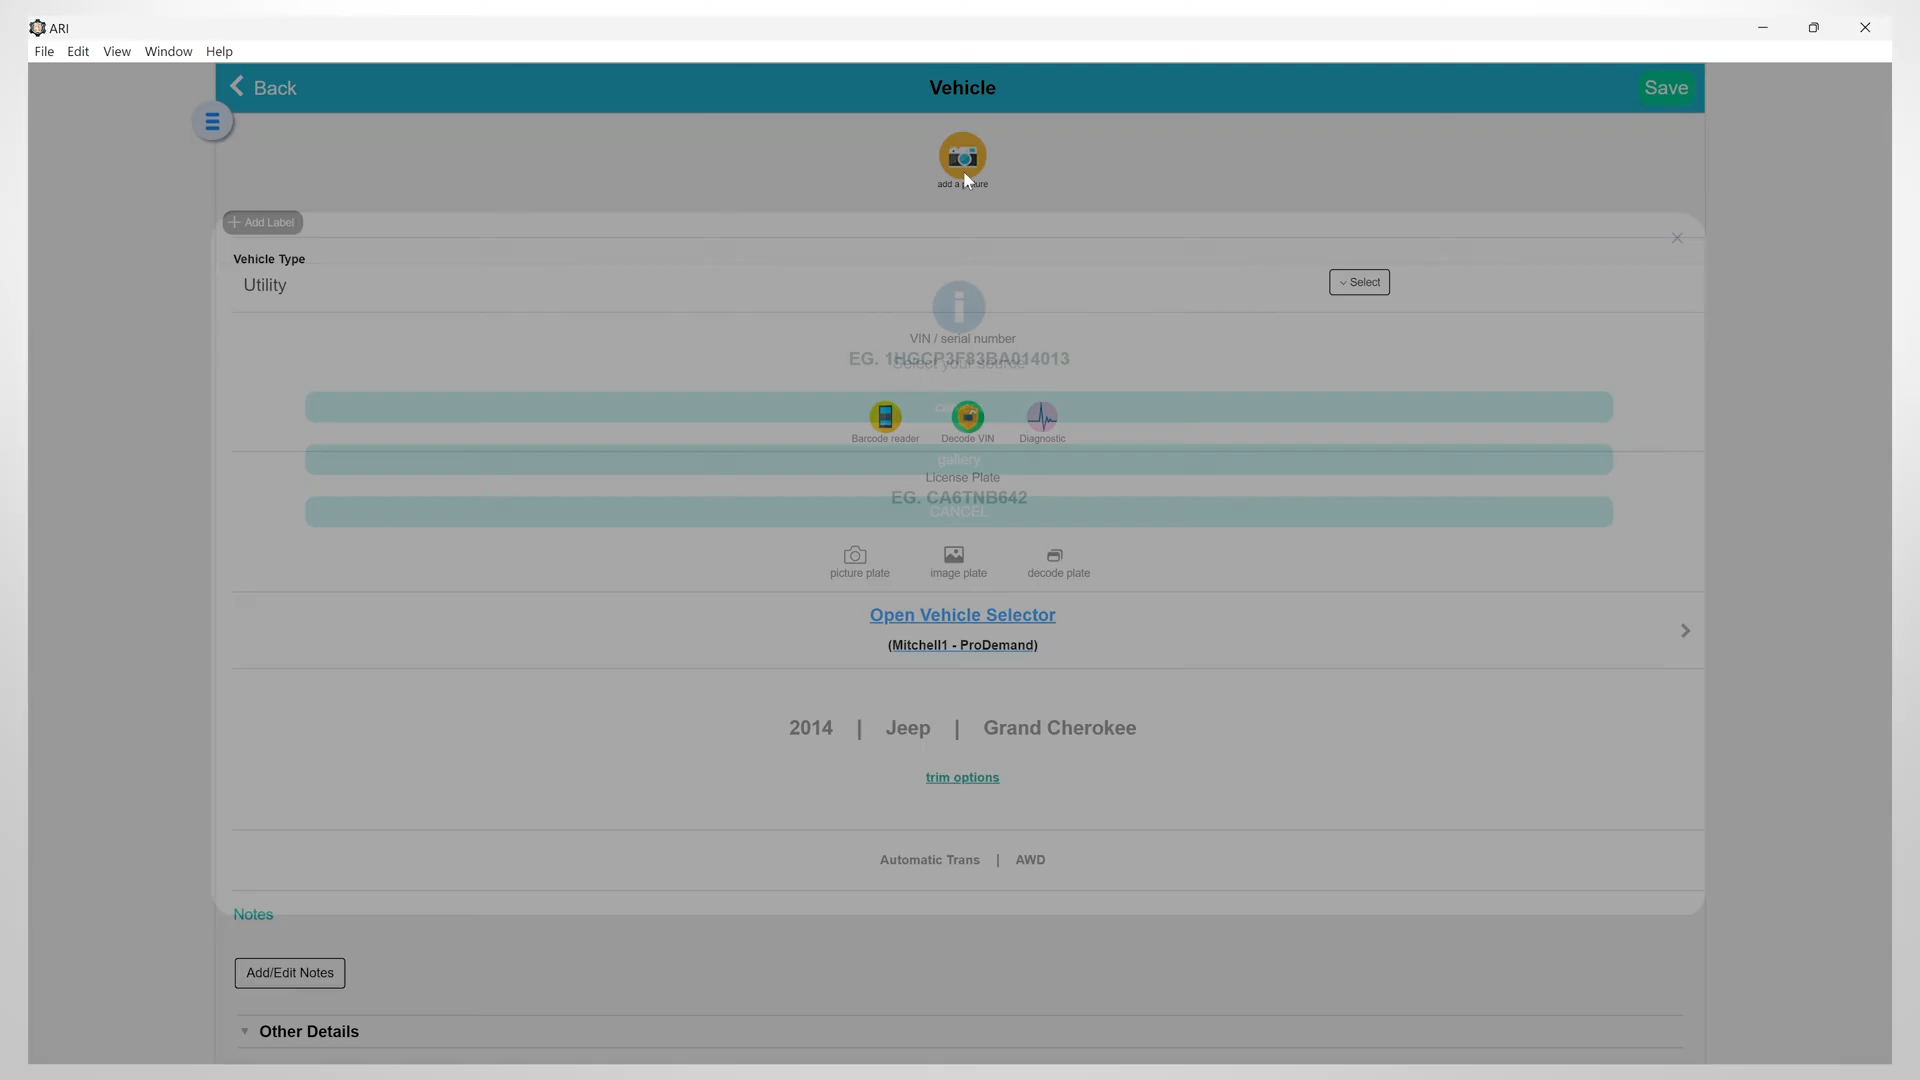 ARI
File Edit View Window Help
Back
Vehicle
Save
add a picture
Add Label
Vehicle Type
Utility
Select
VIN / serial number
EG. 1HGCP3F83BA014013
Select your source
Barcode reader
Decode VIN
Diagnostic
gallery
License Plate
EG. CA6TNB642
CANCEL
picture plate
image plate
decode plate
Open Vehicle Selector
(Mitchell1 - ProDemand)
2014 | Jeep | Grand Cherokee
trim options
Automatic Trans | AWD
Notes
Add/Edit Notes
Other Details